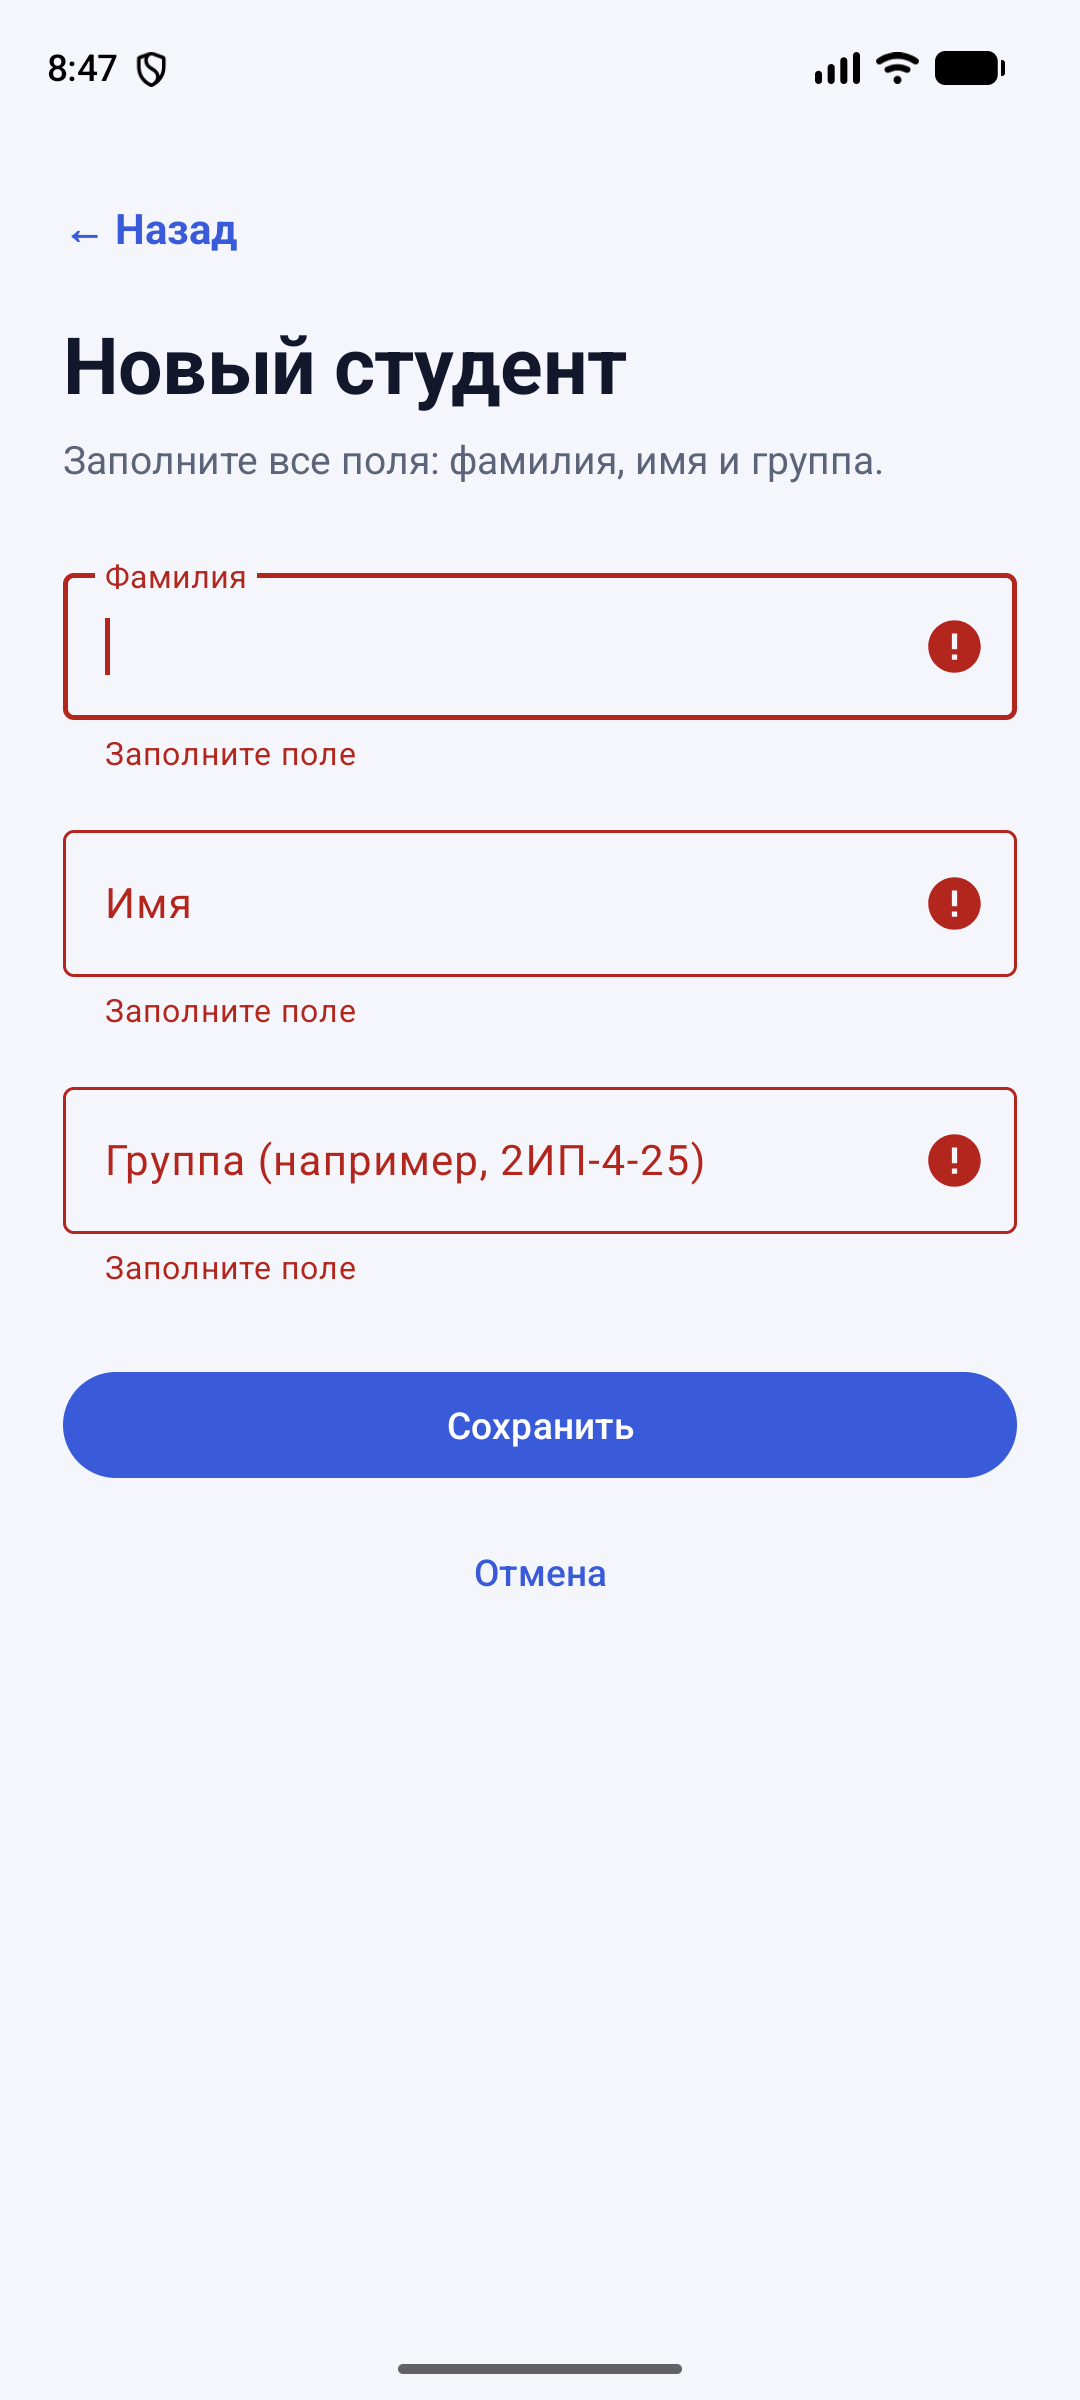 8:47
← Назад
Новый студент
Заполните все поля: фамилия, имя и группа.
Фамилия
Заполните поле
Имя
Заполните поле
Группа (например, 2ИП-4-25)
Заполните поле
Сохранить
Отмена